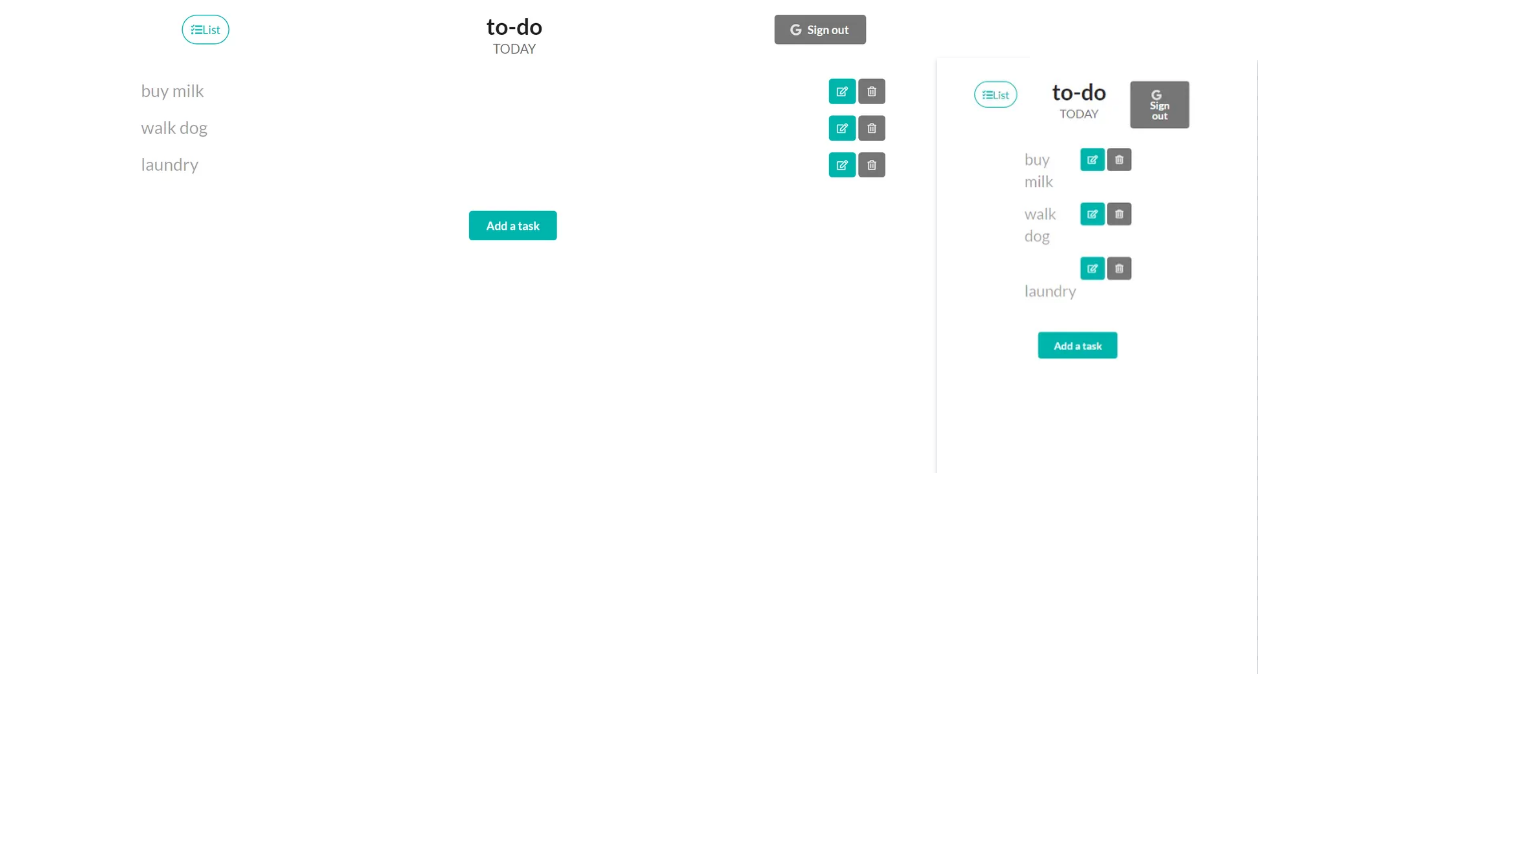 List
to-do
TODAY
Sign out
buy milk
walk dog
laundry
Add a task
List
to-do
TODAY
Sign
out
buy
milk
walk
dog
laundry
Add a task